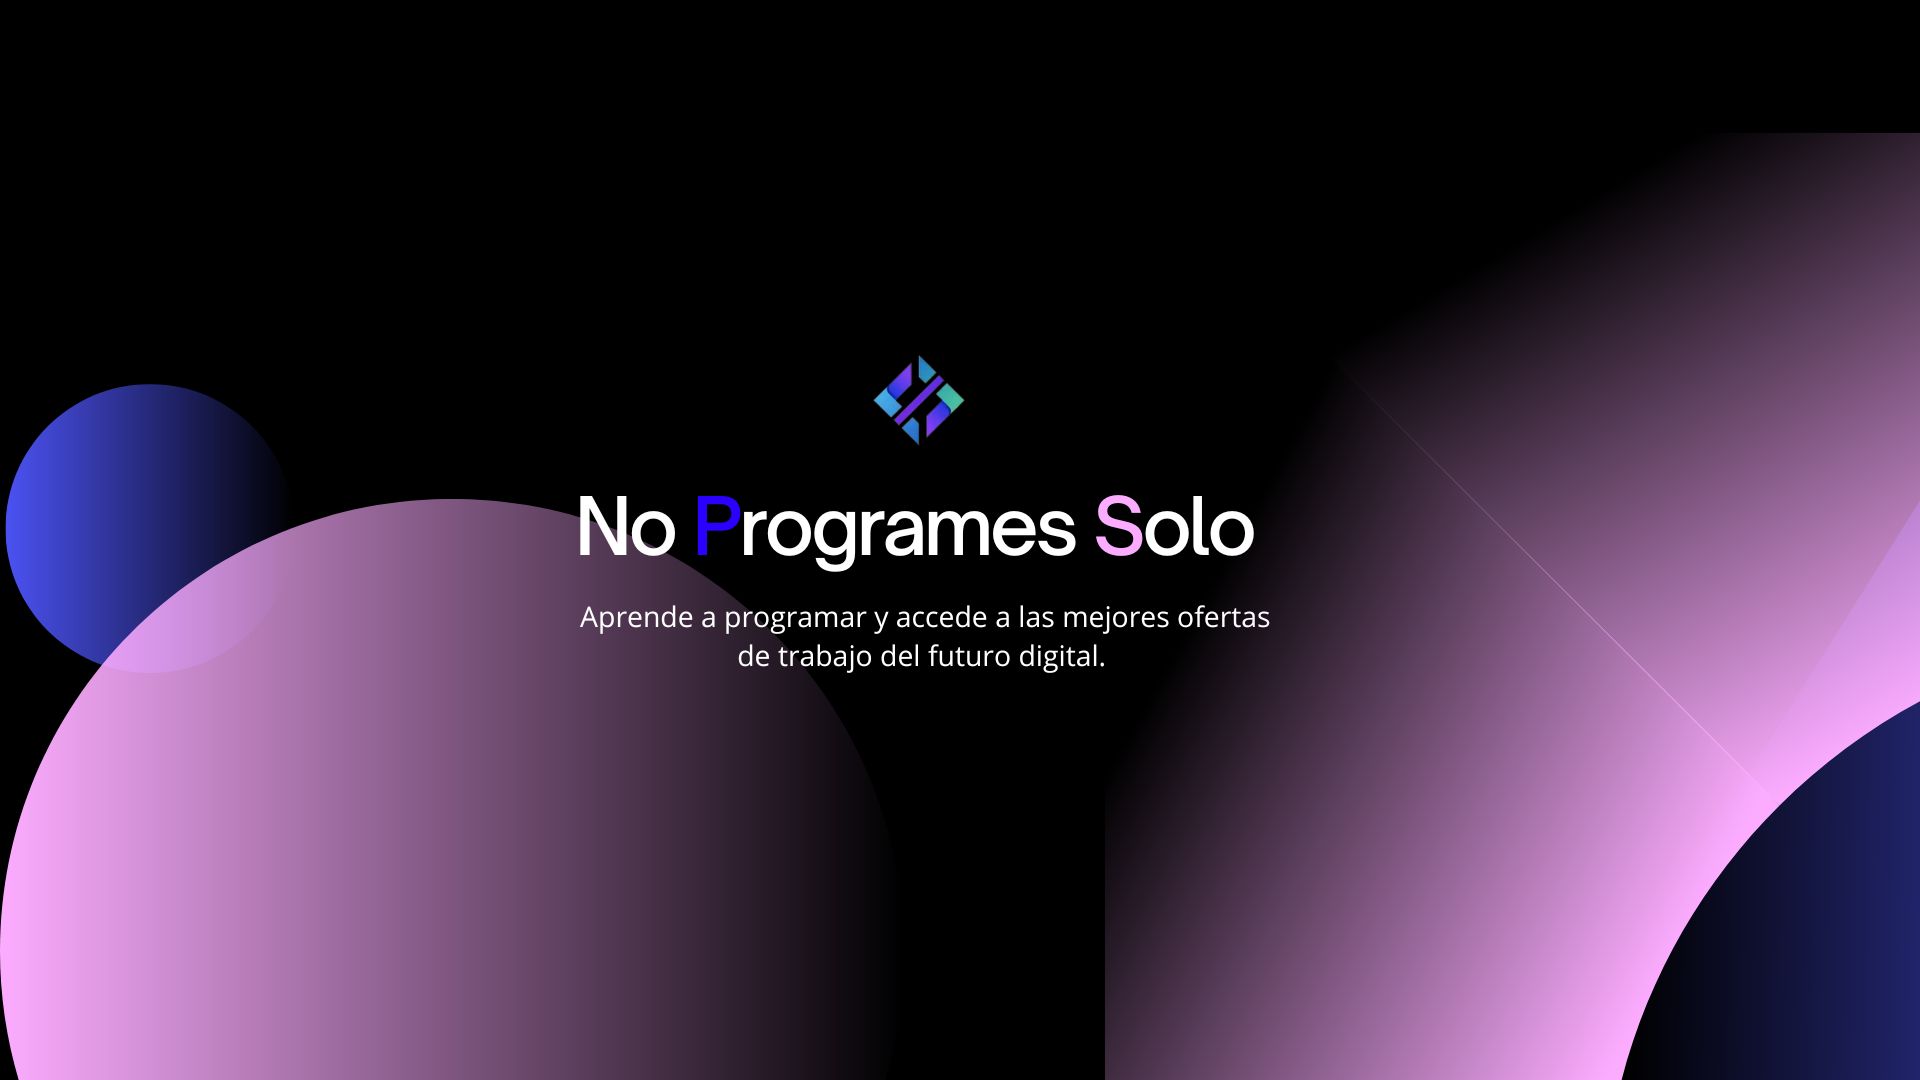 No Programes Solo
Aprende a programar y accede a las mejores ofertas
de trabajo del futuro digital.